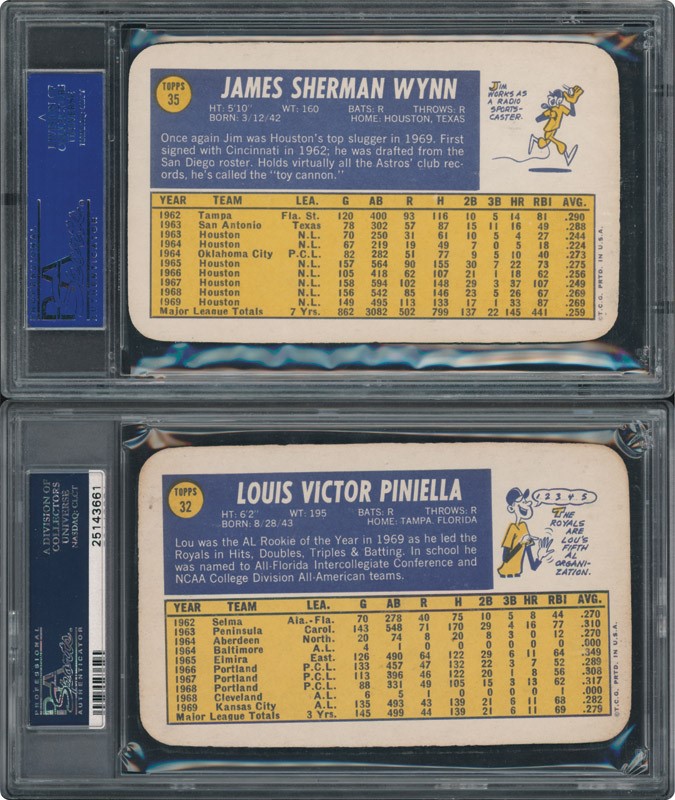 TOPPS
35
JAMES SHERMAN WYNN
HT: 5'10" WT: 160 BATS: R THROWS: R
BORN: 3/12/42 HOME: HOUSTON, TEXAS
Once again Jim was Houston's top slugger in 1969. First
signed with Cincinnati in 1962; he was drafted from the
San Diego roster. Holds virtually all the Astros' club rec-
ords, he's called the "toy cannon."
JIM
WORKS AS
A RADIO
SPORTS-
CASTER.
YEAR TEAM LEA. G AB R H 2B 3B HR RBI AVG.
1962 Tampa Fla. St. 120 400 93 116 10 5 14 81 .290
1963 San Antonio Texas 78 302 57 87 15 11 16 49 .288
1963 Houston N.L. 70 250 31 61 10 5 4 27 .244
1964 Houston N.L. 67 219 19 49 7 0 5 18 .224
1964 Oklahoma City P.C.L. 82 282 51 77 9 5 10 40 .273
1965 Houston N.L. 157 564 90 155 30 7 22 73 .275
1966 Houston N.L. 105 418 62 107 21 1 18 62 .256
1967 Houston N.L. 158 594 102 148 29 3 37 107 .249
1968 Houston N.L. 156 542 85 146 23 5 26 67 .269
1969 Houston N.L. 149 495 113 133 17 1 33 87 .269
Major League Totals 7 Yrs. 862 3082 502 799 137 22 145 441 .259
©T.C.G. PRTD. IN U.S.A.
PSA
A DIVISION OF
COLLECTORS
UNIVERSE
NASDAQ: CLCT
25143661
PROFESSIONAL
PSA
Sports
AUTHENTICATOR
TOPPS
32
LOUIS VICTOR PINIELLA
HT: 6'2" WT: 195 BATS: R THROWS: R
BORN: 8/28/43 HOME: TAMPA, FLORIDA
Lou was the AL Rookie of the Year in 1969 as he led the
Royals in Hits, Doubles, Triples & Batting. In school he
was named to All-Florida Intercollegiate Conference and
NCAA College Division All-American teams.
1 2 3 4 5
THE
ROYALS
ARE
LOU'S
FIFTH
AL
ORGANI-
ZATION.
YEAR TEAM LEA. G AB R H 2B 3B HR RBI AVG.
1962 Selma Ala.-Fla. 70 278 40 75 10 5 8 44 .270
1963 Peninsula Carol. 143 548 71 170 29 4 16 77 .310
1964 Aberdeen North. 20 74 8 20 8 3 0 12 .270
1964 Baltimore A.L. 4 1 0 0 0 0 0 0 .000
1965 Elmira East. 126 490 64 122 29 6 11 64 .349
1966 Portland P.C.L. 133 457 47 132 22 3 7 52 .289
1967 Portland P.C.L. 113 396 46 122 20 1 8 56 .308
1968 Portland P.C.L. 88 331 49 105 15 3 13 62 .317
1968 Cleveland A.L. 6 5 1 0 0 0 0 1 .000
1969 Kansas City A.L. 135 493 43 139 21 6 11 68 .282
Major League Totals 3 Yrs. 145 499 44 139 21 6 11 69 .279
©T.C.G. PRTD. IN U.S.A.